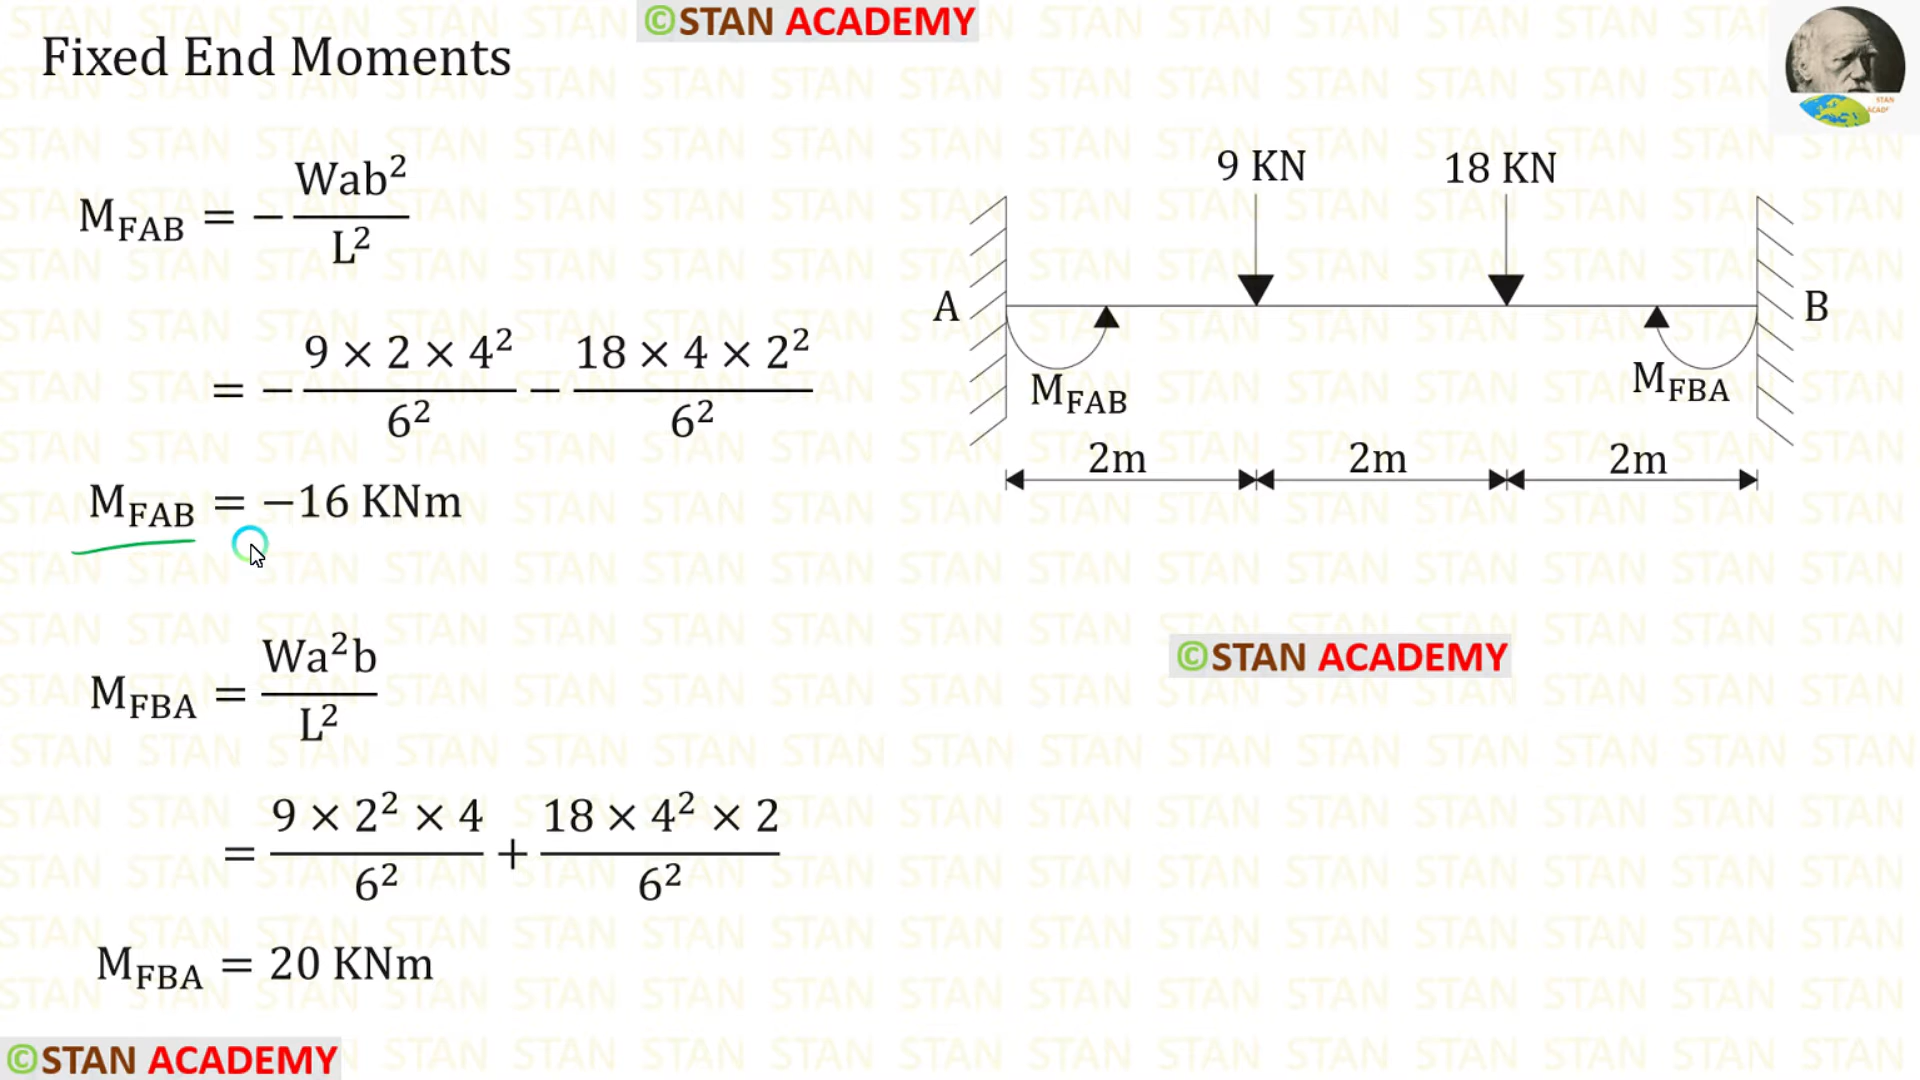 ©STAN ACADEMY
Fixed End Moments
M_FAB = −Wab²/L²
= −(9 × 2 × 4²)/6² − (18 × 4 × 2²)/6²
M_FAB = −16 KNm
M_FBA = Wa²b/L²
= (9 × 2² × 4)/6² + (18 × 4² × 2)/6²
M_FBA = 20 KNm
©STAN ACADEMY
STAN
9 KN 18 KN
A B
M_FAB M_FBA
2m 2m 2m
©STAN ACADEMY